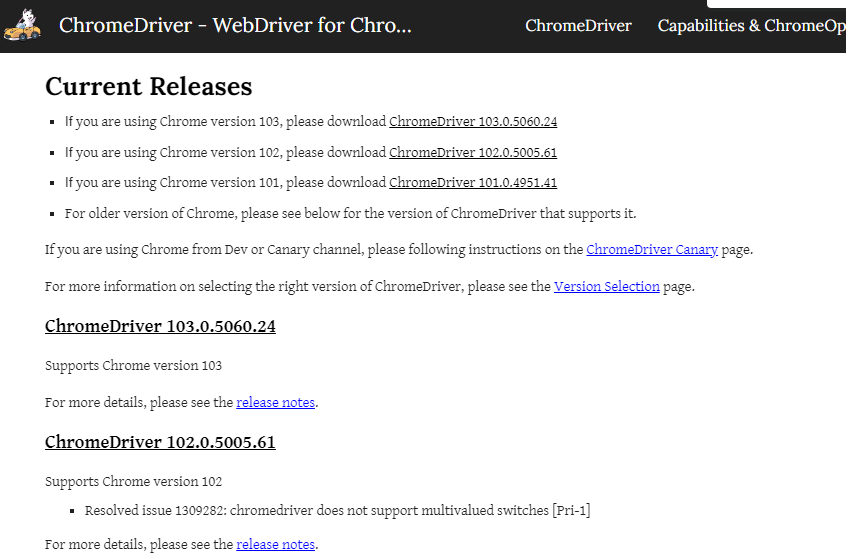 ChromeDriver - WebDriver for Chro...
ChromeDriver
Capabilities & ChromeOp
Current Releases
If you are using Chrome version 103, please download ChromeDriver 103.0.5060.24
If you are using Chrome version 102, please download ChromeDriver 102.0.5005.61
If you are using Chrome version 101, please download ChromeDriver 101.0.4951.41
For older version of Chrome, please see below for the version of ChromeDriver that supports it.
If you are using Chrome from Dev or Canary channel, please following instructions on the ChromeDriver Canary page.
For more information on selecting the right version of ChromeDriver, please see the Version Selection page.
ChromeDriver 103.0.5060.24
Supports Chrome version 103
For more details, please see the release notes.
ChromeDriver 102.0.5005.61
Supports Chrome version 102
Resolved issue 1309282: chromedriver does not support multivalued switches [Pri-1]
For more details, please see the release notes.